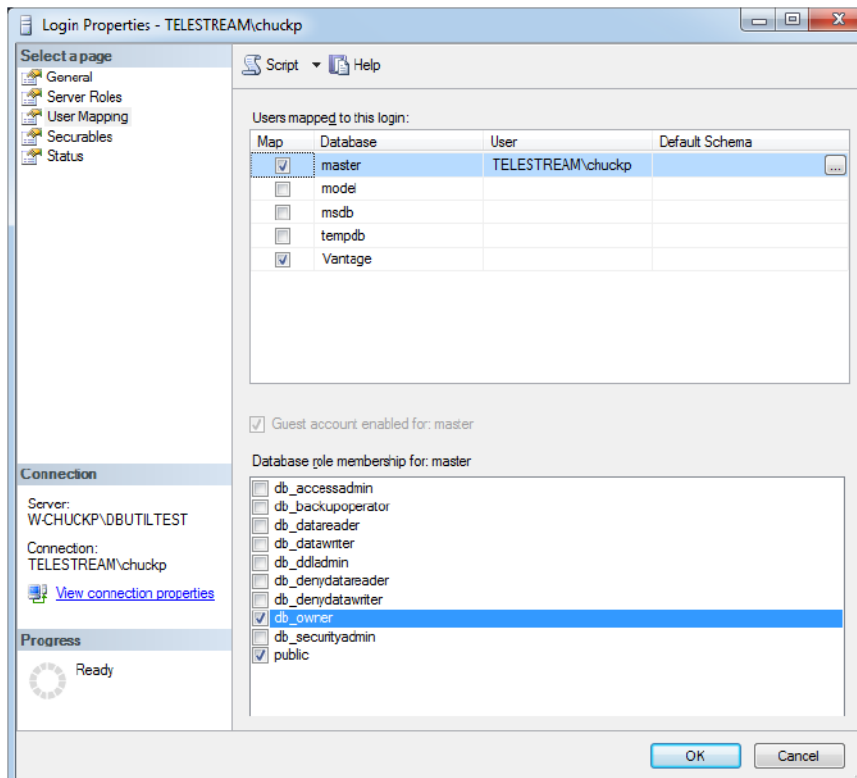 Login Properties - TELESTREAM\chuckp
Select a page
General
Server Roles
User Mapping
Securables
Status
Script Help
Users mapped to this login:
Map Database User Default Schema
master TELESTREAM\chuckp ...
model
msdb
tempdb
Vantage
Guest account enabled for: master
Database role membership for: master
db_accessadmin
db_backupoperator
db_datareader
db_datawriter
db_ddladmin
db_denydatareader
db_denydatawriter
db_owner
db_securityadmin
public
Connection
Server:
W-CHUCKP\DBUTILTEST
Connection:
TELESTREAM\chuckp
View connection properties
Progress
Ready
OK Cancel